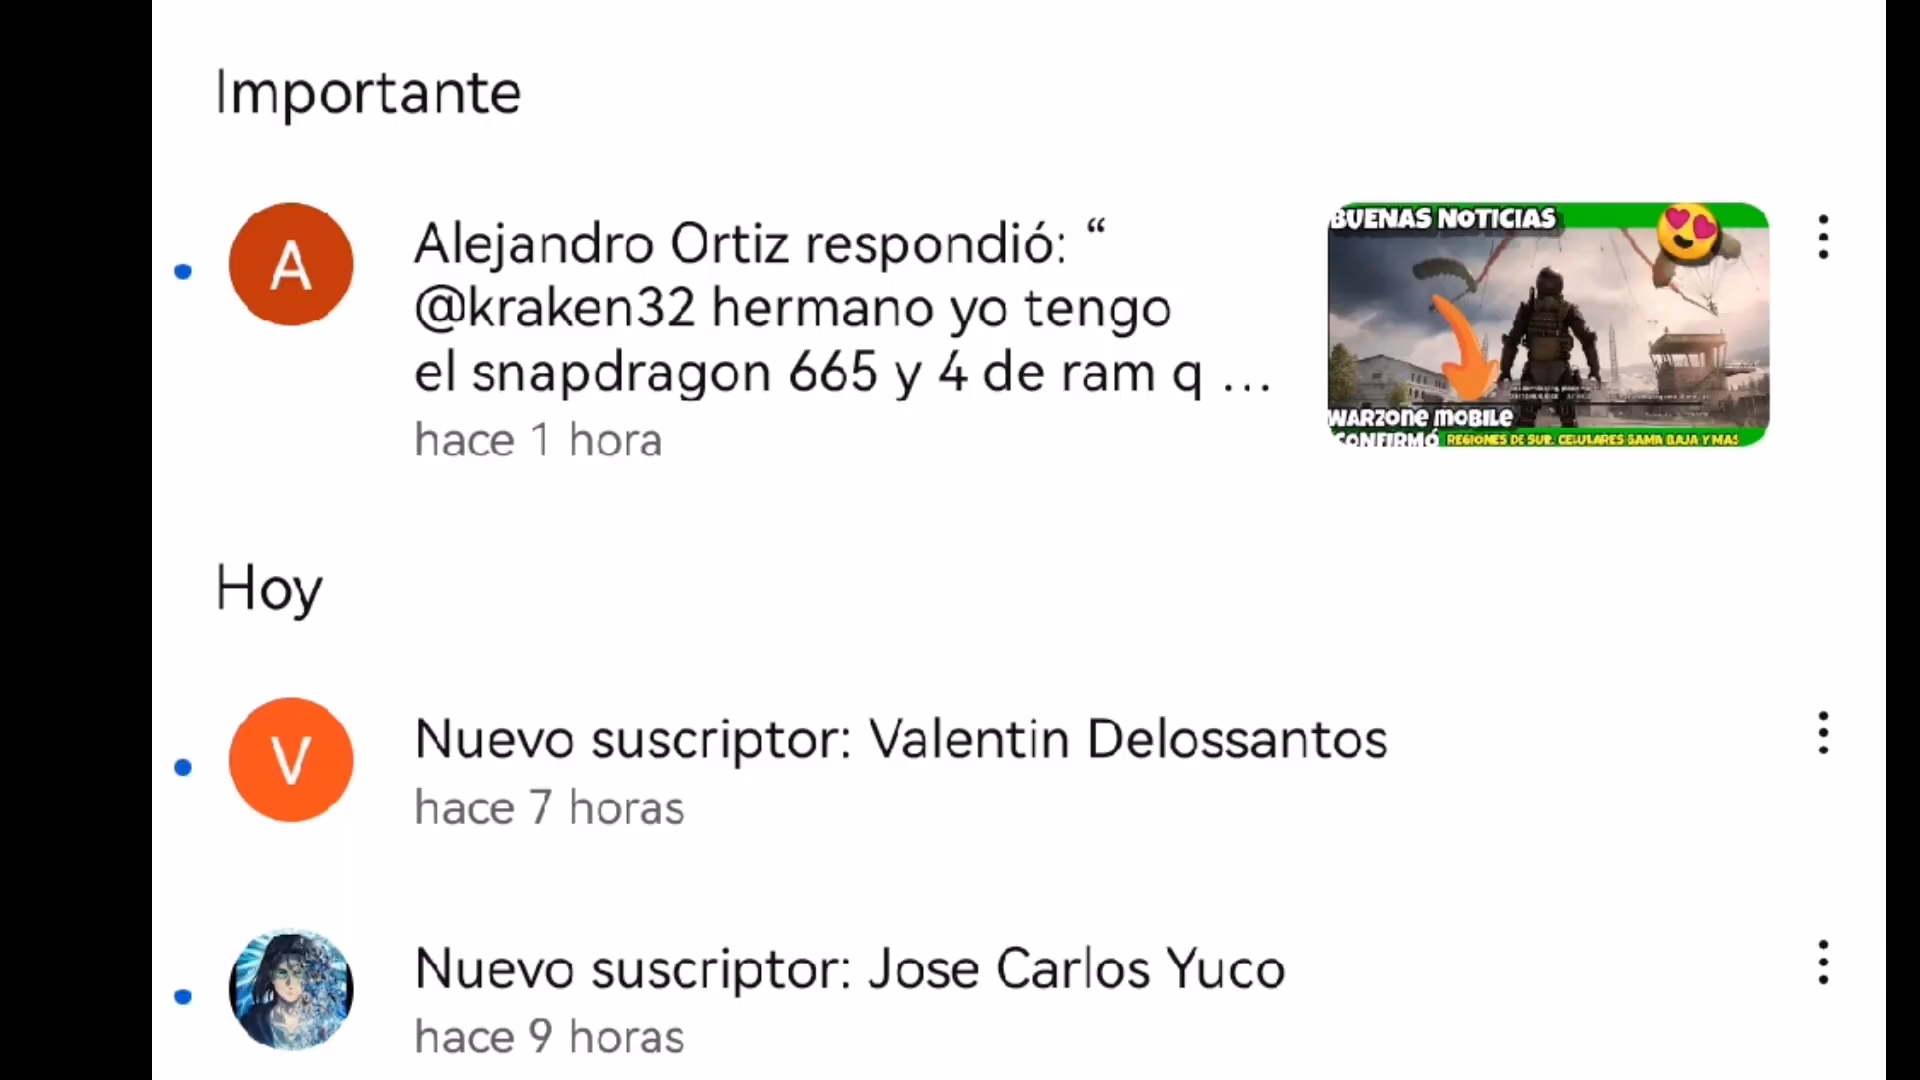 Importante
A
Alejandro Ortiz respondió: “
@kraken32 hermano yo tengo
el snapdragon 665 y 4 de ram q ...
hace 1 hora
BUENAS NOTICIAS
WARZONE MOBILE
CONFIRMÓ REGIONES DE SUR. CELULARES GAMA BAJA Y MAS
Hoy
V
Nuevo suscriptor: Valentin Delossantos
hace 7 horas
Nuevo suscriptor: Jose Carlos Yuco
hace 9 horas